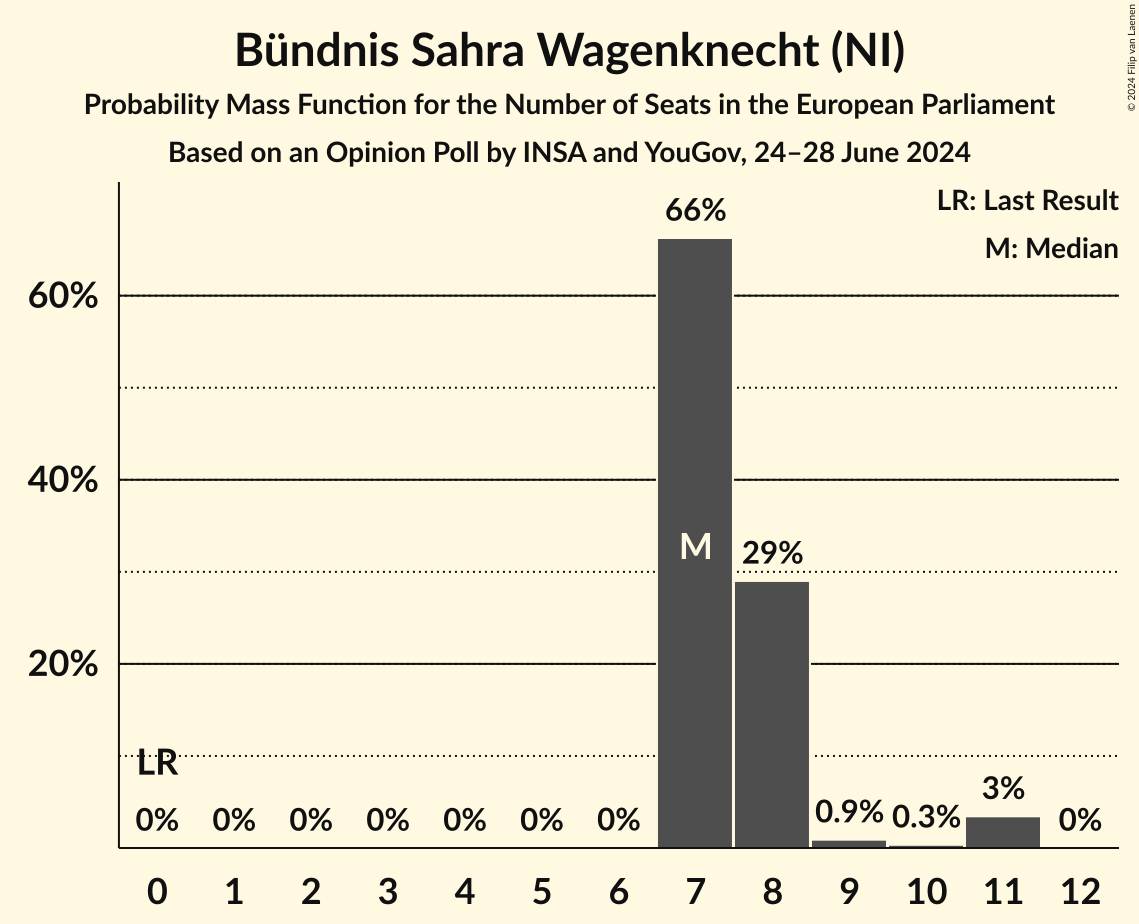 Bündnis Sahra Wagenknecht (NI)
Probability Mass Function for the Number of Seats in the European Parliament
Based on an Opinion Poll by INSA and YouGov, 24–28 June 2024
© 2024 Filip van Laenen
LR: Last Result
M: Median
66%
60%
40%
M
29%
20%
LR
0% 0% 0% 0% 0% 0% 0% 0.9% 0.3% 3% 0%
0 1 2 3 4 5 6 7 8 9 10 11 12